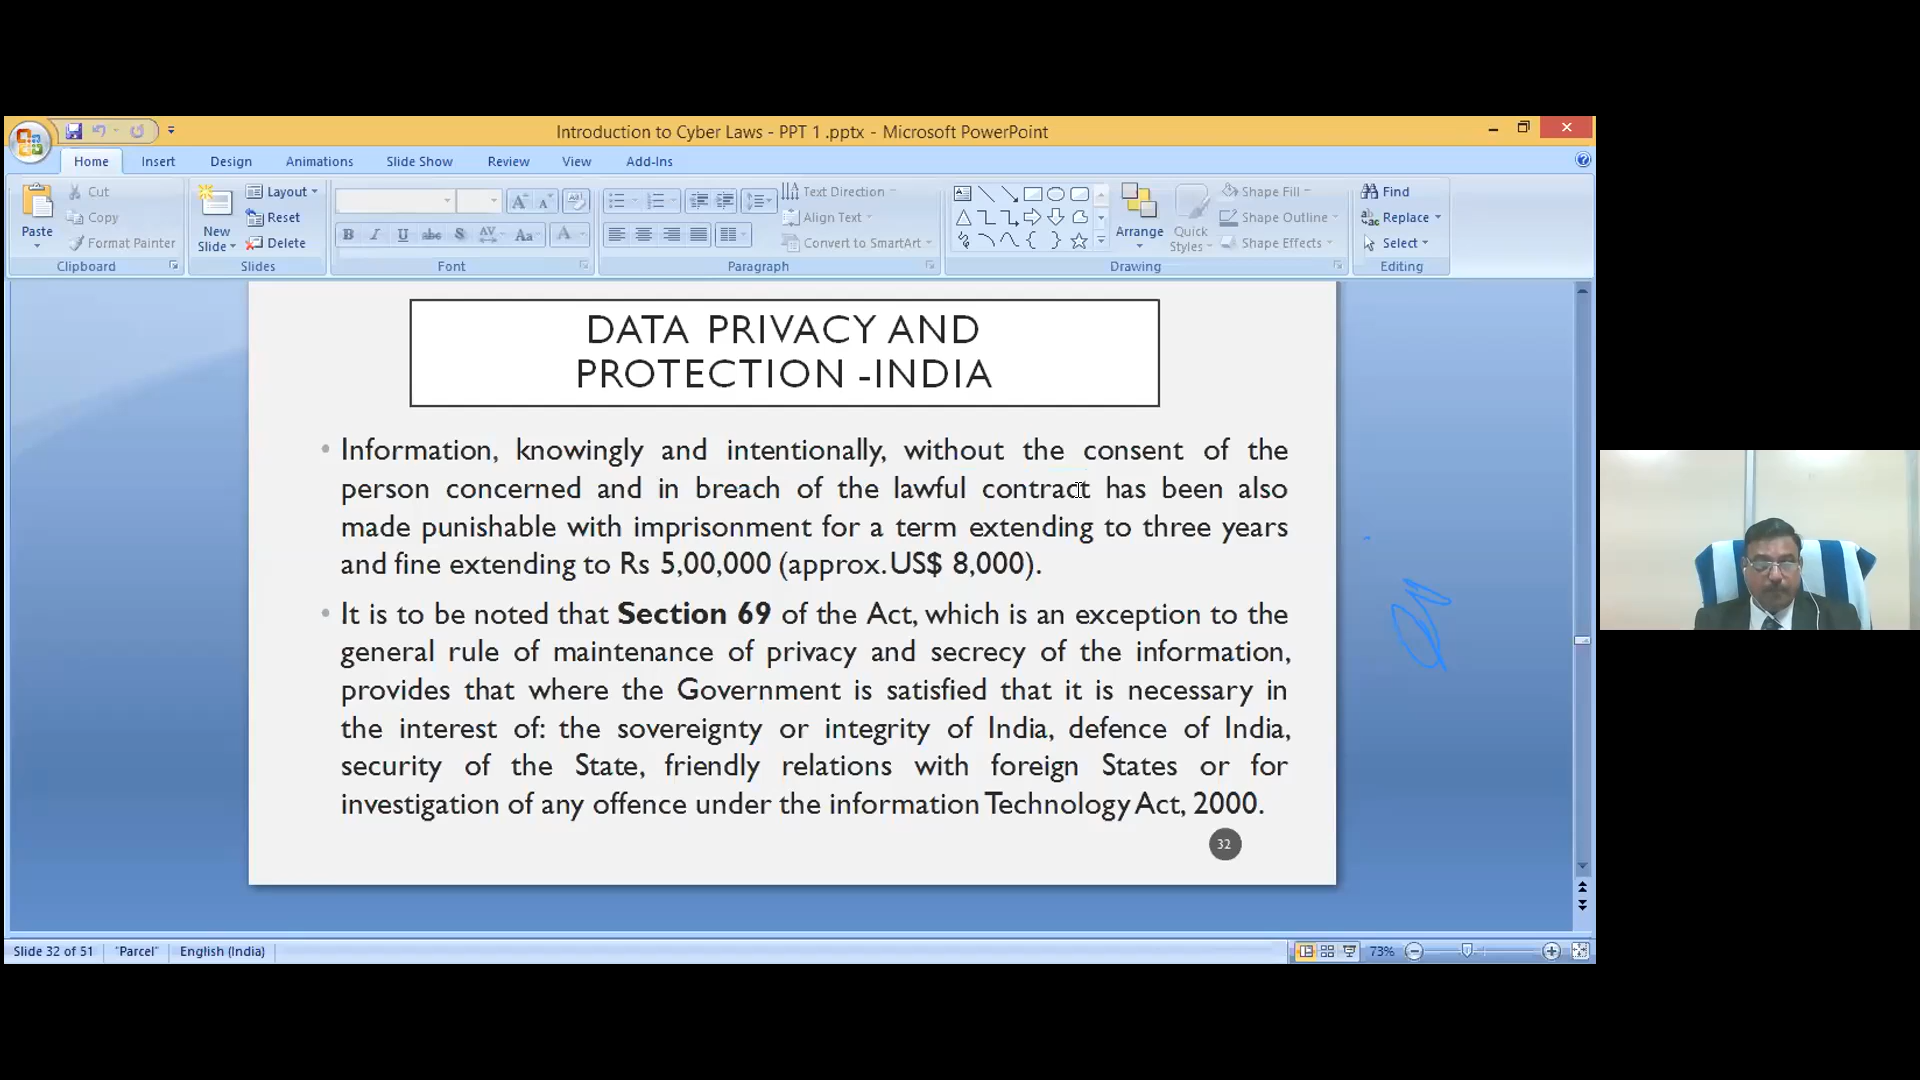 Introduction to Cyber Laws - PPT 1 .pptx - Microsoft PowerPoint
Home Insert Design Animations Slide Show Review View Add-Ins
Paste
Cut
Copy
Format Painter
Clipboard
New Slide
Layout
Reset
Delete
Slides
B I U abc S AV Aa A
Font
Text Direction
Align Text
Convert to SmartArt
Paragraph
Arrange
Quick Styles
Shape Fill
Shape Outline
Shape Effects
Drawing
Find
Replace
Select
Editing
DATA PRIVACY AND
PROTECTION -INDIA
• Information, knowingly and intentionally, without the consent of the
person concerned and in breach of the lawful contract has been also
made punishable with imprisonment for a term extending to three years
and fine extending to Rs 5,00,000 (approx. US$ 8,000).
• It is to be noted that Section 69 of the Act, which is an exception to the
general rule of maintenance of privacy and secrecy of the information,
provides that where the Government is satisfied that it is necessary in
the interest of: the sovereignty or integrity of India, defence of India,
security of the State, friendly relations with foreign States or for
investigation of any offence under the information Technology Act, 2000.
32
Slide 32 of 51 "Parcel" English (India) 73%